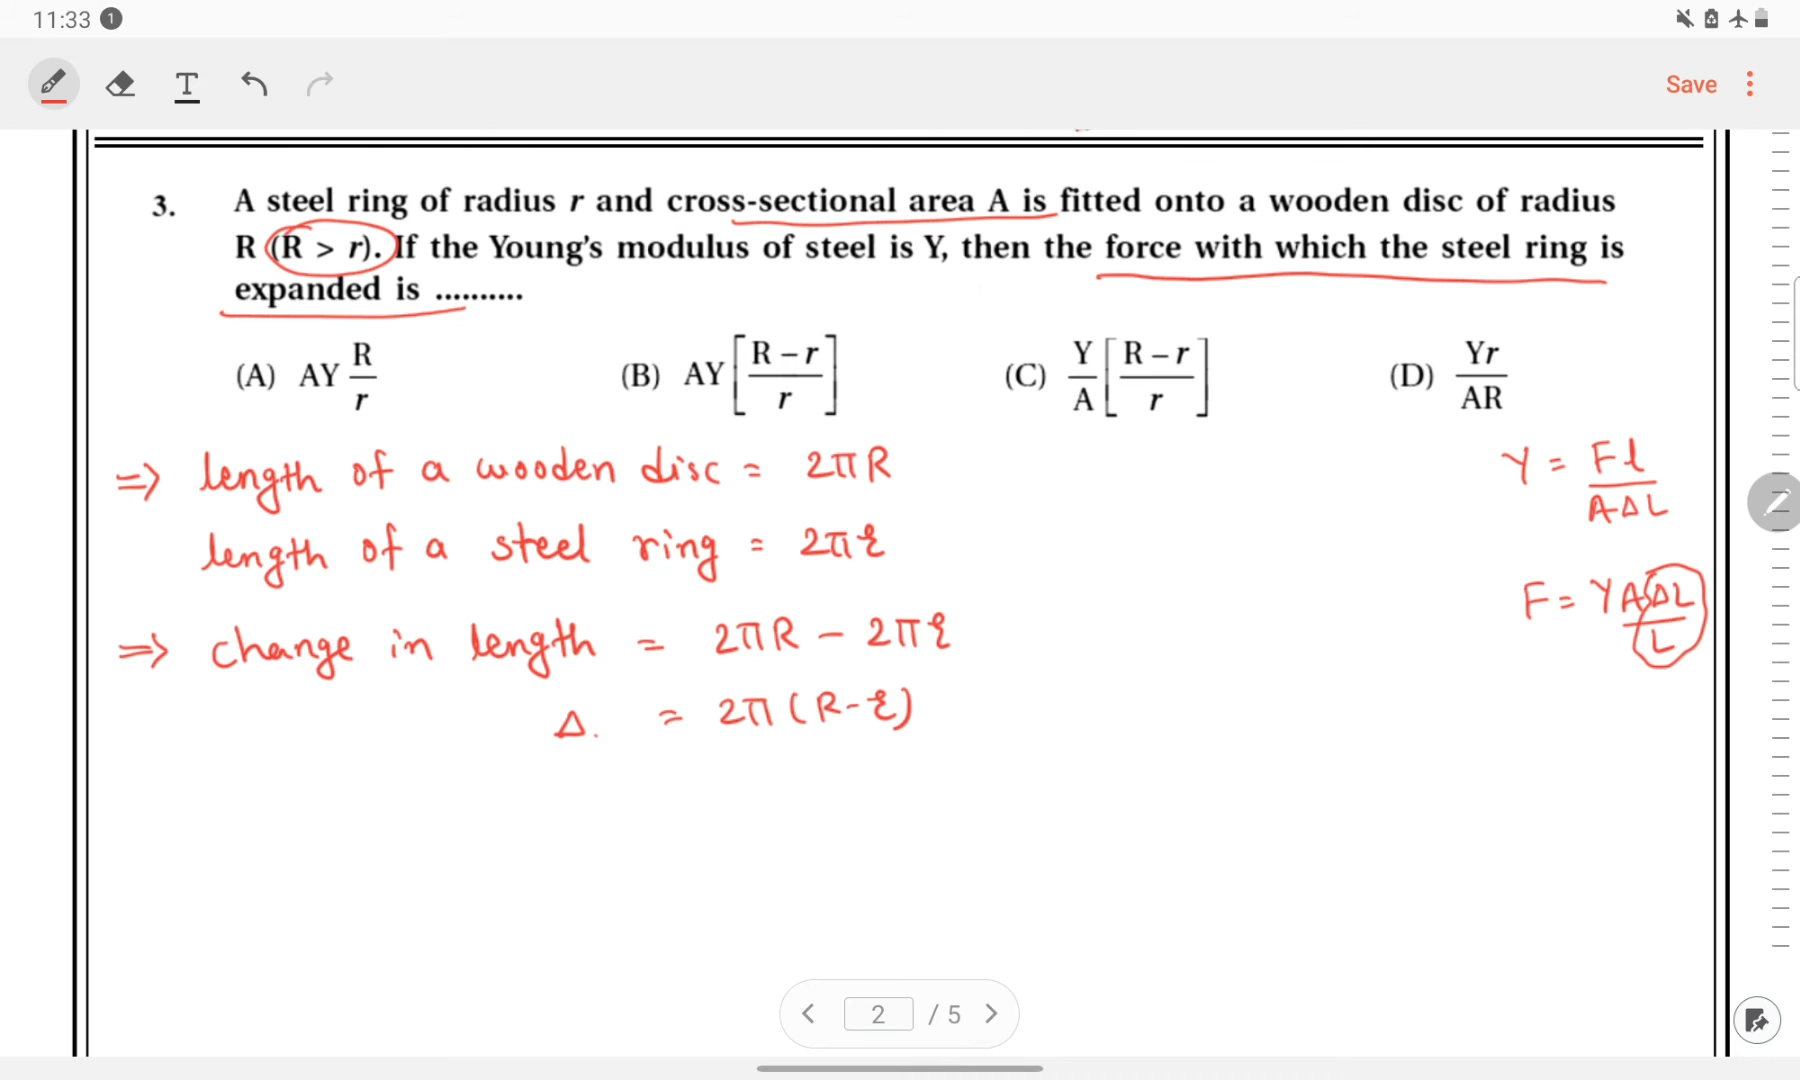 11:33 1
T
Save
3. A steel ring of radius r and cross-sectional area A is fitted onto a wooden disc of radius
R (R > r). If the Young's modulus of steel is Y, then the force with which the steel ring is
expanded is ..........
(A) AY R/r (B) AY [R – r / r] (C) Y/A [R – r / r] (D) Yr/AR
⇒ length of a wooden disc = 2πR
length of a steel ring = 2πr
⇒ change in length = 2πR – 2πr
Δ. = 2π(R-r)
Y = Fl/AΔL
F = YAΔL/L
2 / 5